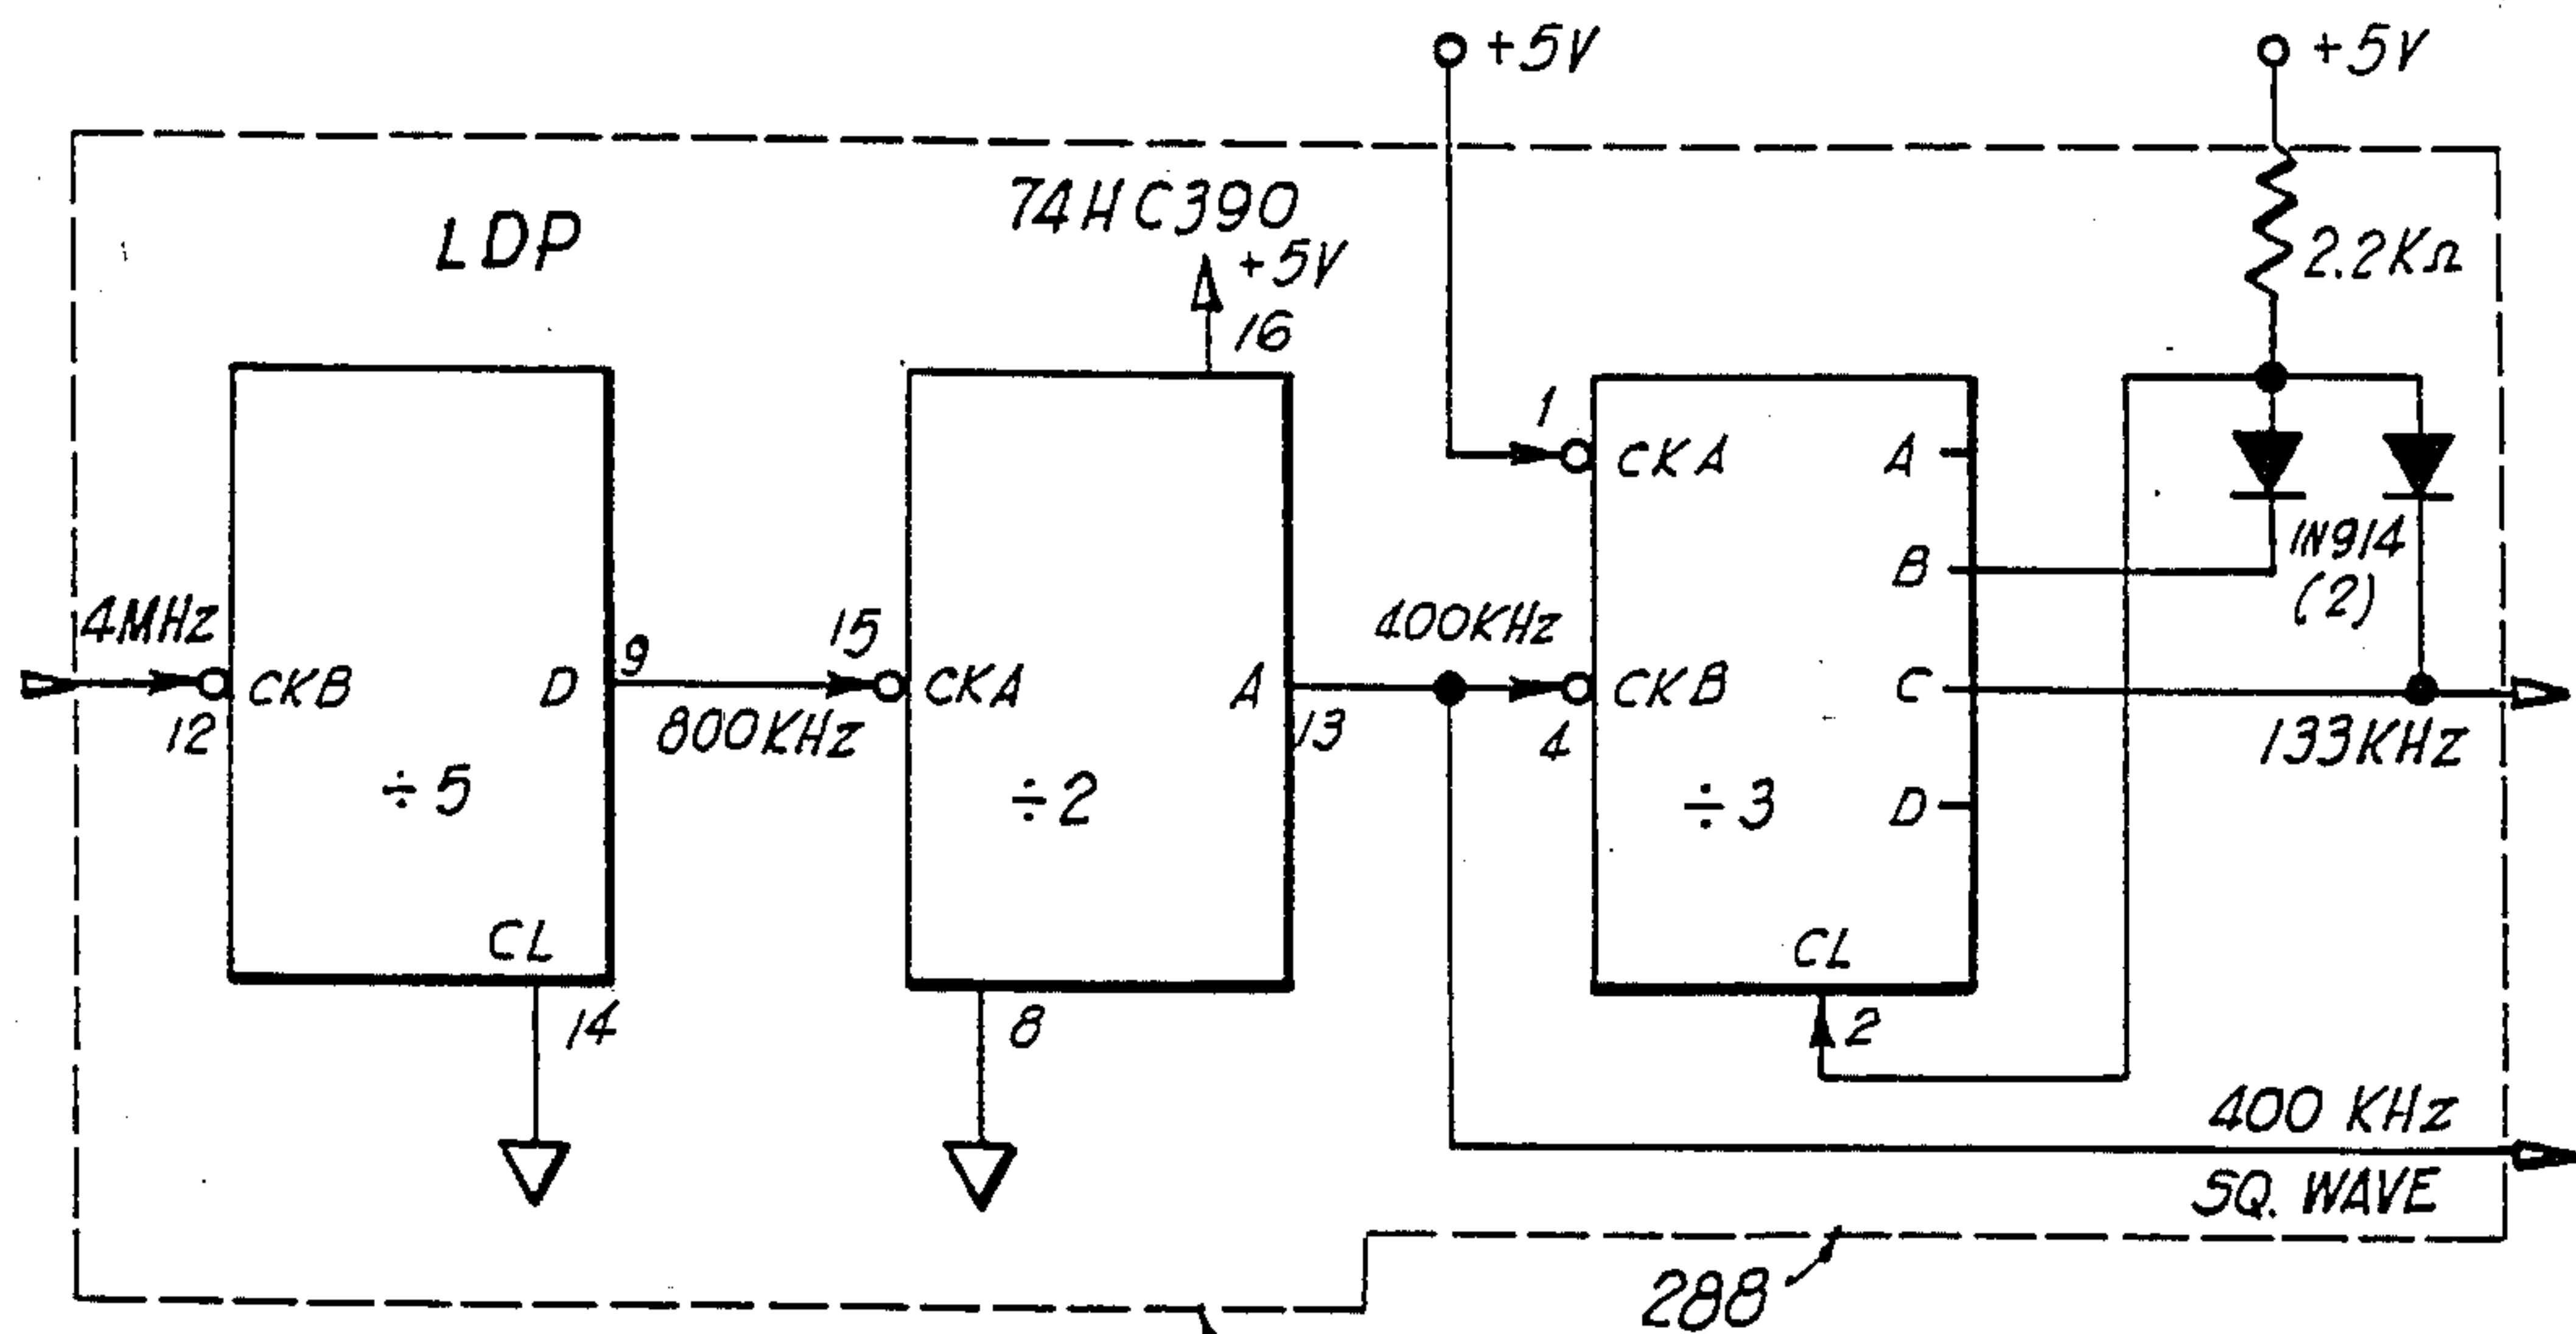 +5V
+5V
LDP
74HC390
+5V
16
2.2KΩ
1
CKA
A
4MHz
CKB
12
D
9
÷5
CL
14
800KHz
15
CKA
A
13
÷2
8
400KHz
CKB
4
B
C
D
÷3
CL
2
1N914
(2)
133KHz
400 KHz
SQ. WAVE
288